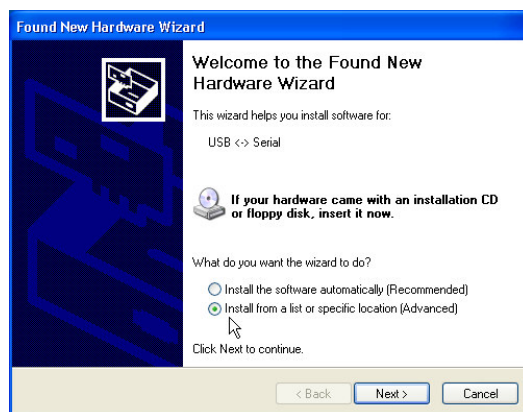 Found New Hardware Wizard
Welcome to the Found New
Hardware Wizard
This wizard helps you install software for:
USB <-> Serial
If your hardware came with an installation CD
or floppy disk, insert it now.
What do you want the wizard to do?
Install the software automatically (Recommended)
Install from a list or specific location (Advanced)
Click Next to continue.
< Back
Next >
Cancel